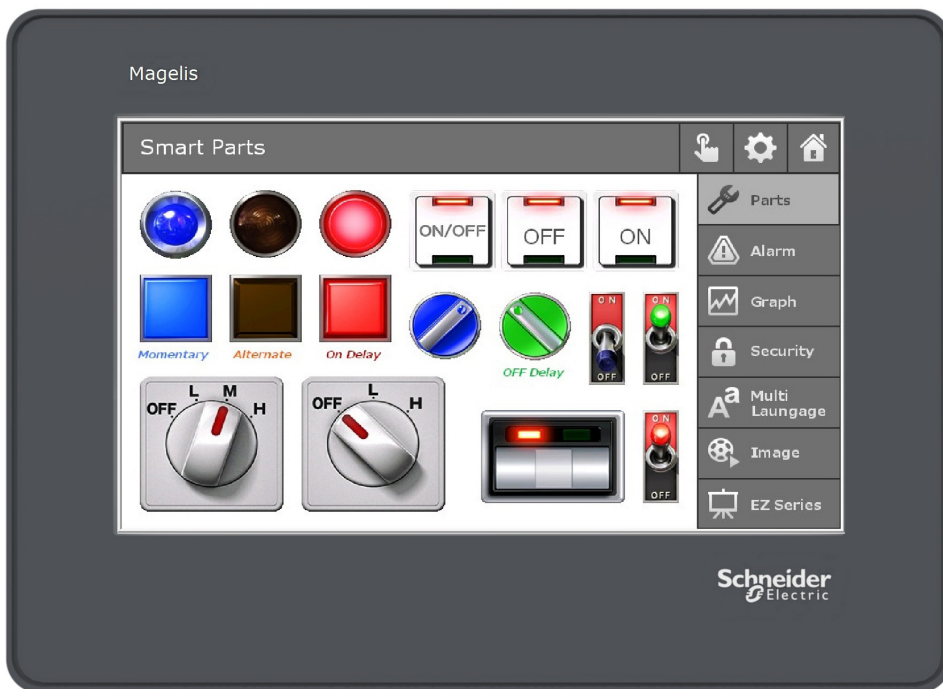 Magelis
Smart Parts
Parts
Alarm
Graph
Security
Multi
Laungage
Image
EZ Series
ON/OFF
OFF
ON
Momentary
Alternate
On Delay
OFF Delay
ON
OFF
ON
OFF
OFF L M H
OFF L H
ON
OFF
Schneider
Electric